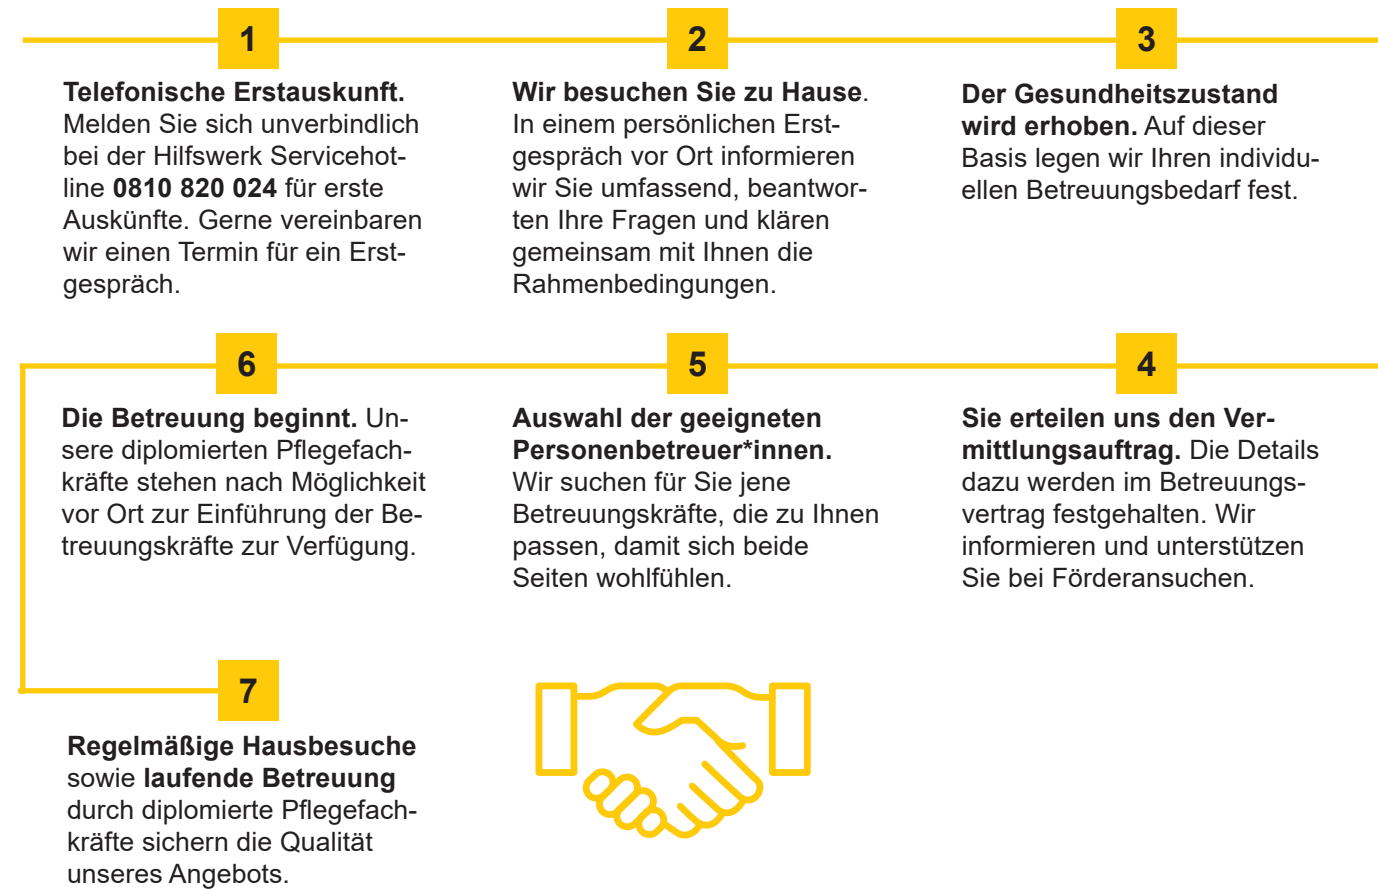 1
Telefonische Erstauskunft.
Melden Sie sich unverbindlich
bei der Hilfswerk Servicehot-
line 0810 820 024 für erste
Auskünfte. Gerne vereinbaren
wir einen Termin für ein Erst-
gespräch.
2
Wir besuchen Sie zu Hause.
In einem persönlichen Erst-
gespräch vor Ort informieren
wir Sie umfassend, beantwor-
ten Ihre Fragen und klären
gemeinsam mit Ihnen die
Rahmenbedingungen.
3
Der Gesundheitszustand
wird erhoben. Auf dieser
Basis legen wir Ihren individu-
ellen Betreuungsbedarf fest.
4
Sie erteilen uns den Ver-
mittlungsauftrag. Die Details
dazu werden im Betreuungs-
vertrag festgehalten. Wir
informieren und unterstützen
Sie bei Förderansuchen.
5
Auswahl der geeigneten
Personenbetreuer*innen.
Wir suchen für Sie jene
Betreuungskräfte, die zu Ihnen
passen, damit sich beide
Seiten wohlfühlen.
6
Die Betreuung beginnt. Un-
sere diplomierten Pflegefach-
kräfte stehen nach Möglichkeit
vor Ort zur Einführung der Be-
treuungskräfte zur Verfügung.
7
Regelmäßige Hausbesuche
sowie laufende Betreuung
durch diplomierte Pflegefach-
kräfte sichern die Qualität
unseres Angebots.